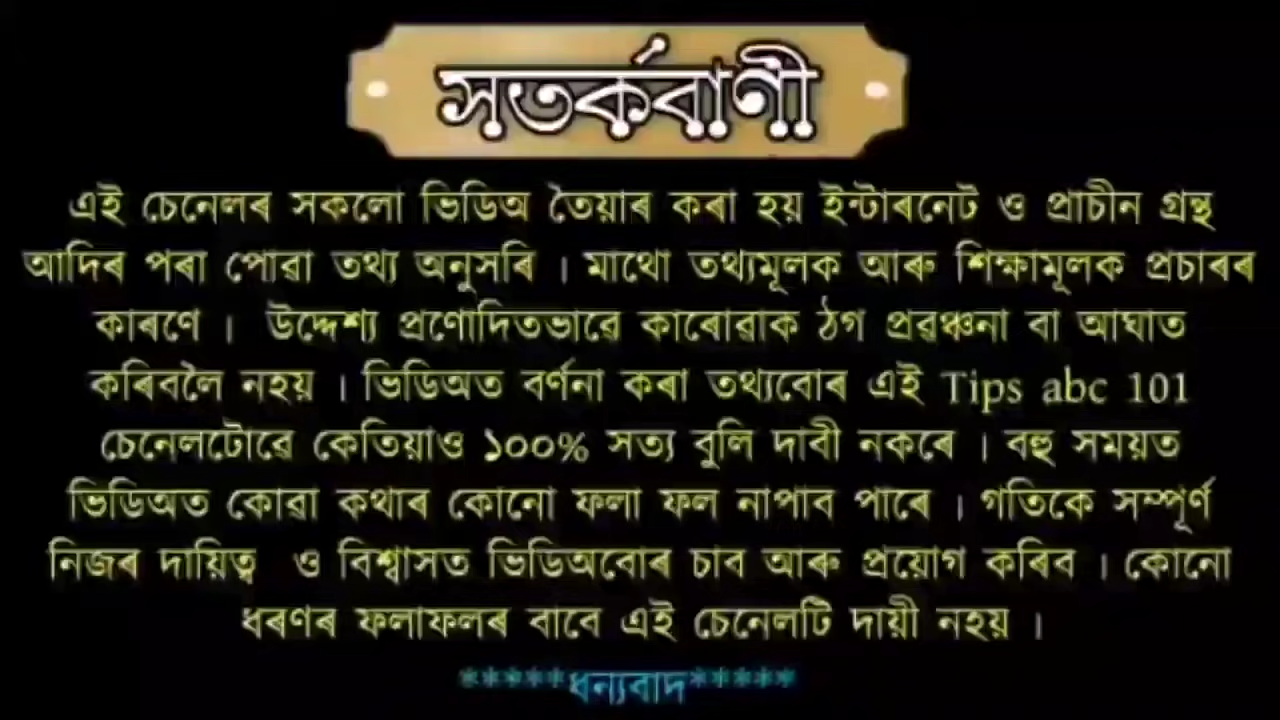 সতৰ্কবাণী
এই চেনেলৰ সকলো ভিডিঅ তৈয়াৰ কৰা হয় ইন্টাৰনেট ও প্ৰাচীন গ্ৰন্থ
আদিৰ পৰা পোৱা তথ্য অনুসৰি । মাথো তথ্যমূলক আৰু শিক্ষামূলক প্ৰচাৰৰ
কাৰণে । উদ্দেশ্য প্ৰণোদিতভাৱে কাৰোৱাক ঠগ প্ৰৱঞ্চনা বা আঘাত
কৰিবলৈ নহয় । ভিডিঅত বৰ্ণনা কৰা তথ্যবোৰ এই Tips abc 101
চেনেলটোৱে কেতিয়াও ১০০% সত্য বুলি দাবী নকৰে । বহু সময়ত
ভিডিঅত কোৱা কথাৰ কোনো ফলা ফল নাপাব পাৰে । গতিকে সম্পূৰ্ণ
নিজৰ দায়িত্ব ও বিশ্বাসত ভিডিঅবোৰ চাব আৰু প্ৰয়োগ কৰিব । কোনো
ধৰণৰ ফলাফলৰ বাবে এই চেনেলটি দায়ী নহয় ।
*****ধন্যবাদ*****